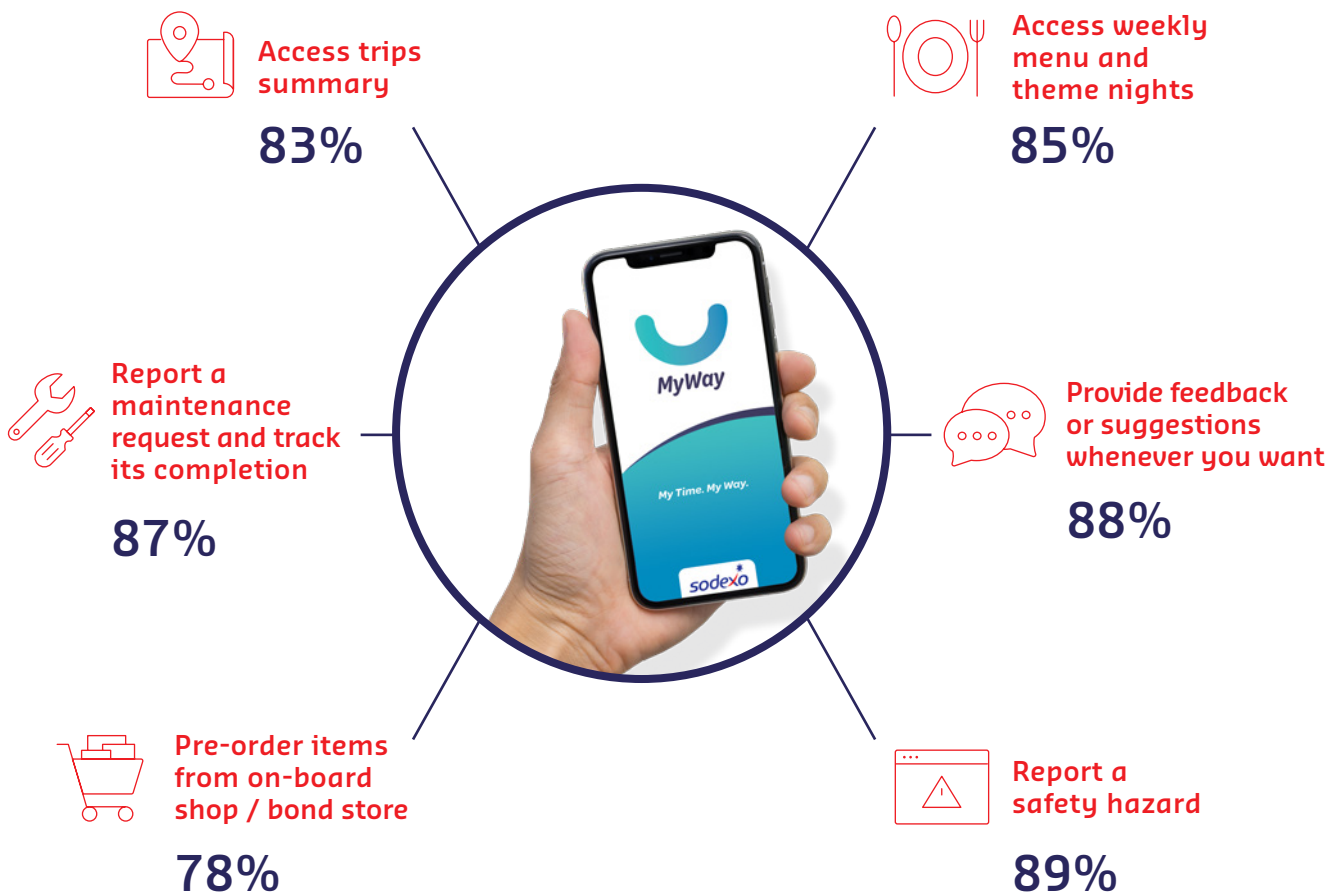 Access trips
summary
83%
Access weekly
menu and
theme nights
85%
Report a
maintenance
request and track
its completion
87%
MyWay
My Time. My Way.
sodexo
Provide feedback
or suggestions
whenever you want
88%
Pre-order items
from on-board
shop / bond store
78%
Report a
safety hazard
89%